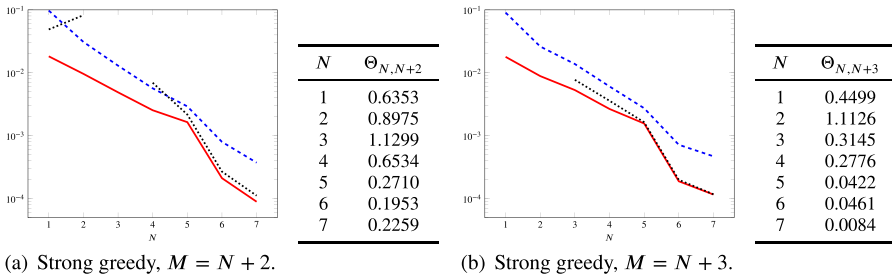 10⁻¹
10⁻²
10⁻³
10⁻⁴
1 2 3 4 5 6 7
N
N Θ_{N,N+2}
1 0.6353
2 0.8975
3 1.1299
4 0.6534
5 0.2710
6 0.1953
7 0.2259
(a) Strong greedy, M = N + 2.
10⁻¹
10⁻²
10⁻³
10⁻⁴
1 2 3 4 5 6 7
N
N Θ_{N,N+3}
1 0.4499
2 1.1126
3 0.3145
4 0.2776
5 0.0422
6 0.0461
7 0.0084
(b) Strong greedy, M = N + 3.